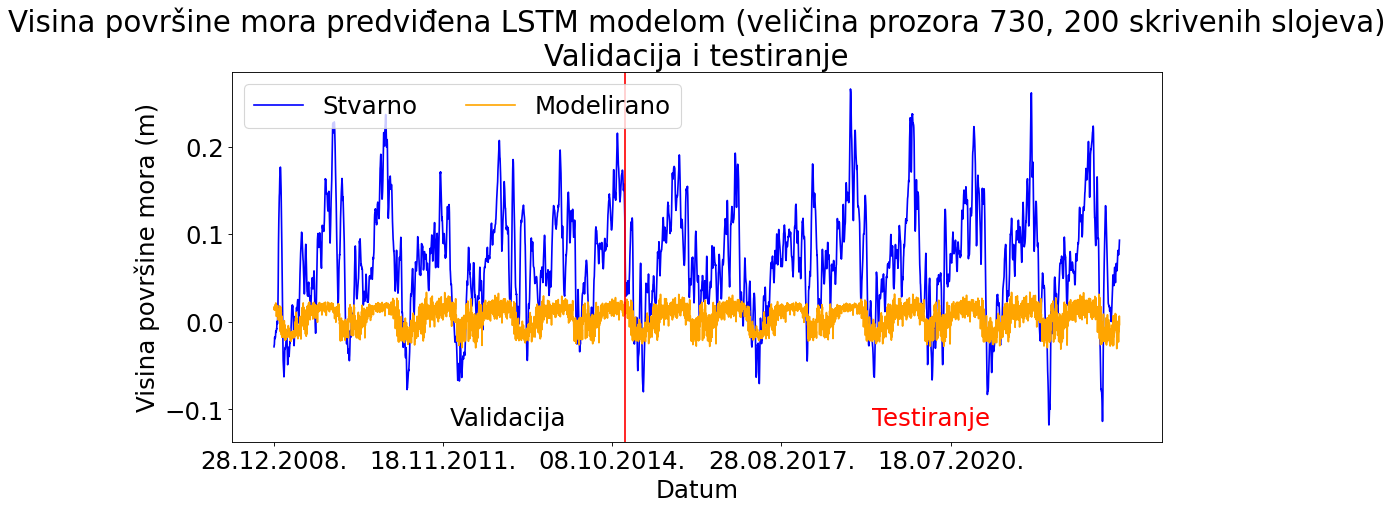 Visina površine mora predviđena LSTM modelom (veličina prozora 730, 200 skrivenih slojeva)
Validacija i testiranje
Stvarno Modelirano
Visina površine mora (m)
0.2
0.1
0.0
−0.1
Validacija Testiranje
28.12.2008. 18.11.2011. 08.10.2014. 28.08.2017. 18.07.2020.
Datum